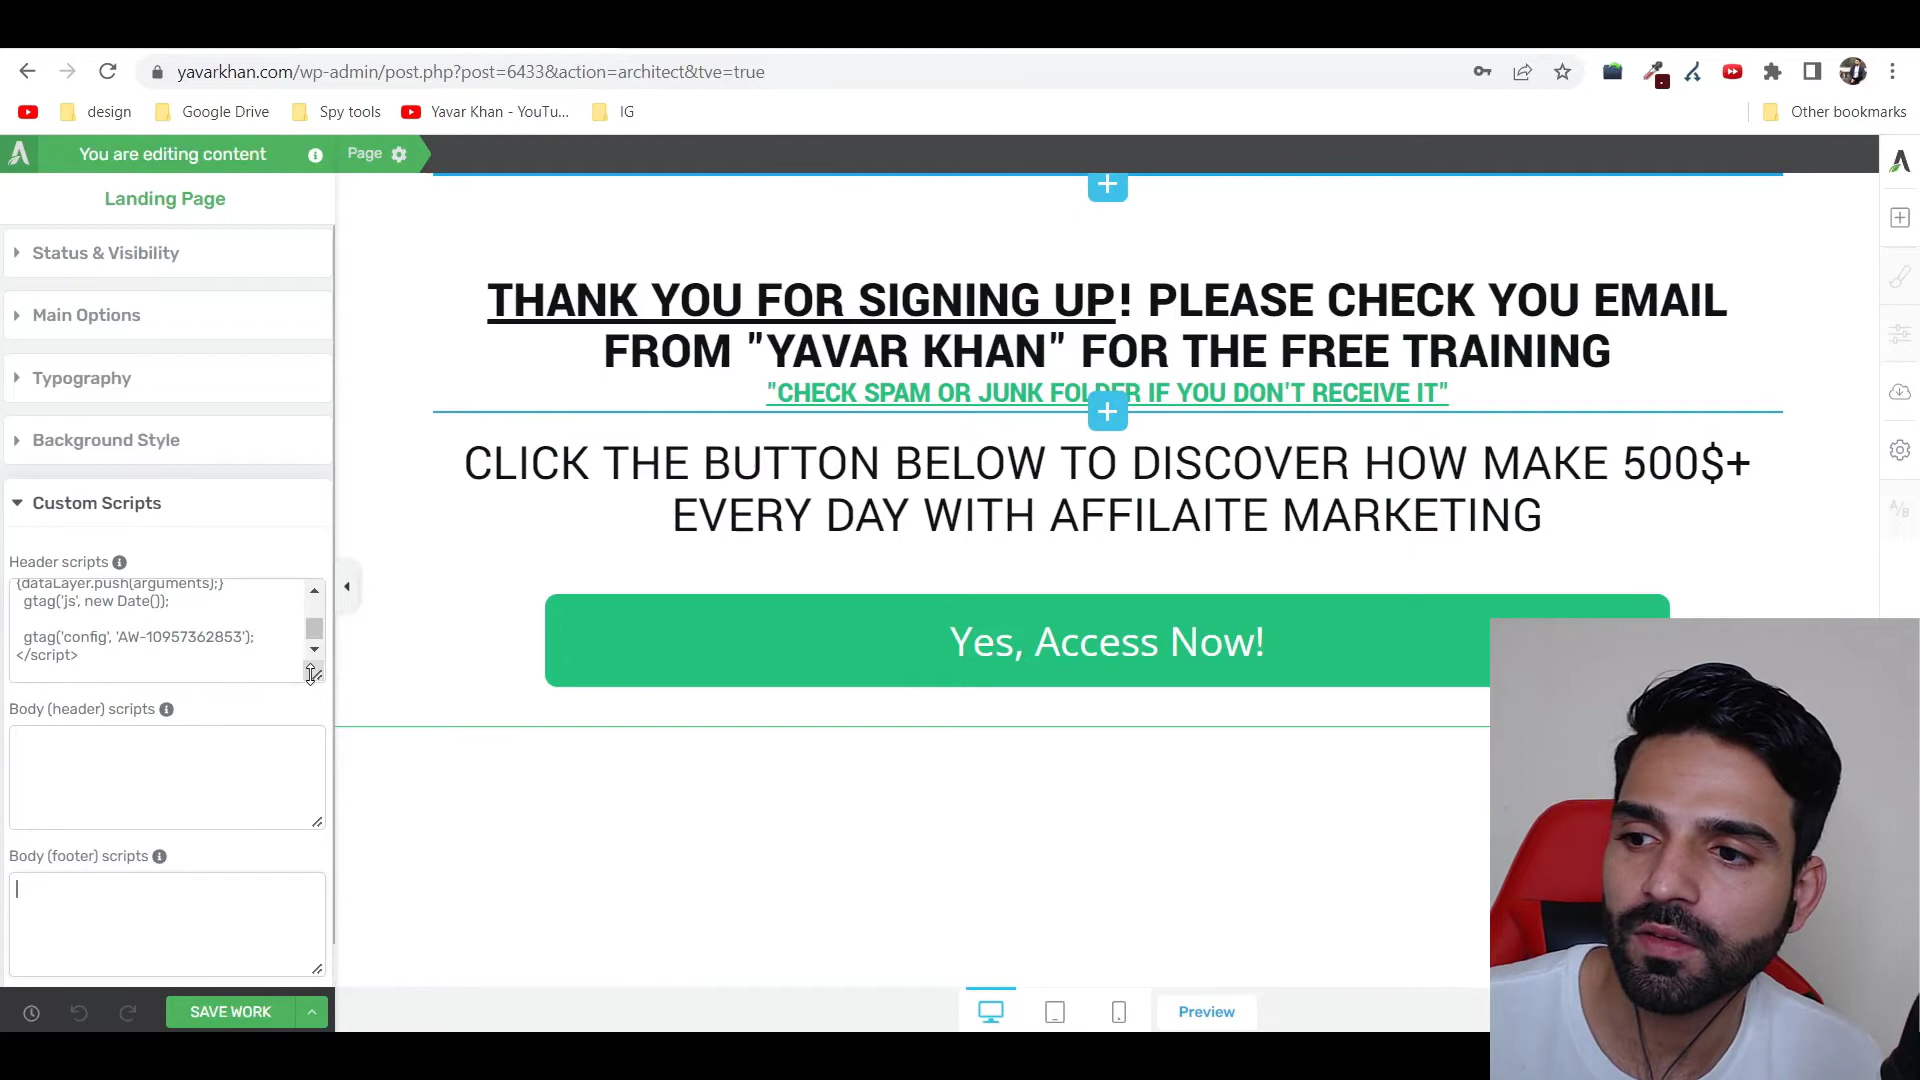 yavarkhan.com/wp-admin/post.php?post=6433&action=architect&tve=true
design
Google Drive
Spy tools
Yavar Khan - YouTu...
IG
Other bookmarks
You are editing content
Page
Landing Page
Status & Visibility
Main Options
Typography
Background Style
Custom Scripts
Header scripts
{dataLayer.push(arguments);}
gtag('js', new Date());
gtag('config', 'AW-10957362853');
</script>
Body (header) scripts
Body (footer) scripts
SAVE WORK
THANK YOU FOR SIGNING UP! PLEASE CHECK YOU EMAIL
FROM "YAVAR KHAN" FOR THE FREE TRAINING
"CHECK SPAM OR JUNK FOLDER IF YOU DON'T RECEIVE IT"
CLICK THE BUTTON BELOW TO DISCOVER HOW MAKE 500$+
EVERY DAY WITH AFFILAITE MARKETING
Yes, Access Now!
Preview
A/B